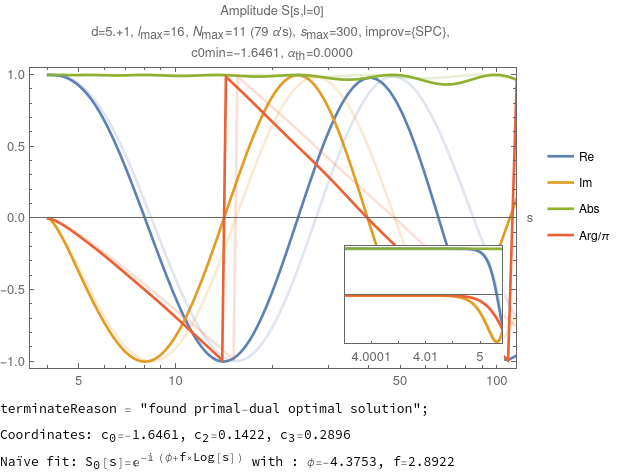 Amplitude S[s,l=0]
d=5.+1, lmax=16, Nmax=11 (79 α's), smax=300, improv={SPC},
c0min=-1.6461, αth=0.0000
1.0
0.5
0.0
-0.5
-1.0
5
10
50
100
s
Re
Im
Abs
Arg/π
4.0001
4.01
5
terminateReason = "found primal-dual optimal solution";
Coordinates: c0=-1.6461, c2=0.1422, c3=0.2896
Naïve fit: S0[s]=e^-i (ϕ+f×Log[s]) with : ϕ=-4.3753, f=2.8922